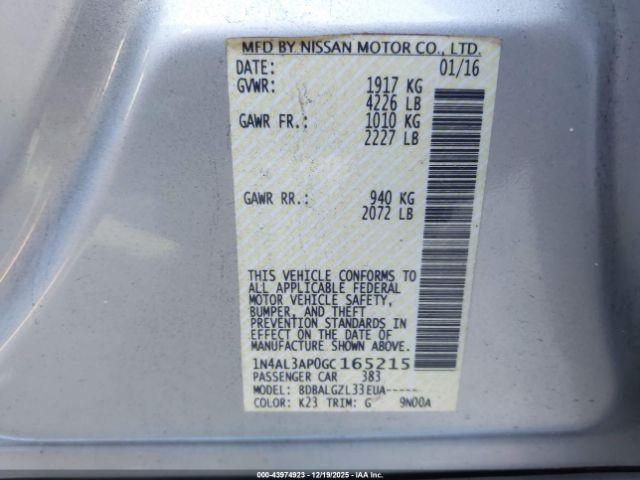 MFD BY NISSAN MOTOR CO., LTD.
DATE: 01/16
GVWR: 1917 KG
4226 LB
GAWR FR.: 1010 KG
2227 LB
GAWR RR.: 940 KG
2072 LB
THIS VEHICLE CONFORMS TO
ALL APPLICABLE FEDERAL
MOTOR VEHICLE SAFETY,
BUMPER, AND THEFT
PREVENTION STANDARDS IN
EFFECT ON THE DATE OF
MANUFACTURE SHOWN ABOVE.
1N4AL3AP0GC165215
PASSENGER CAR 383
MODEL: BDBALGZL33EUA-----
COLOR: K23 TRIM: G 9N00A
000-43974923 - 12/19/2025 - IAAI.COM